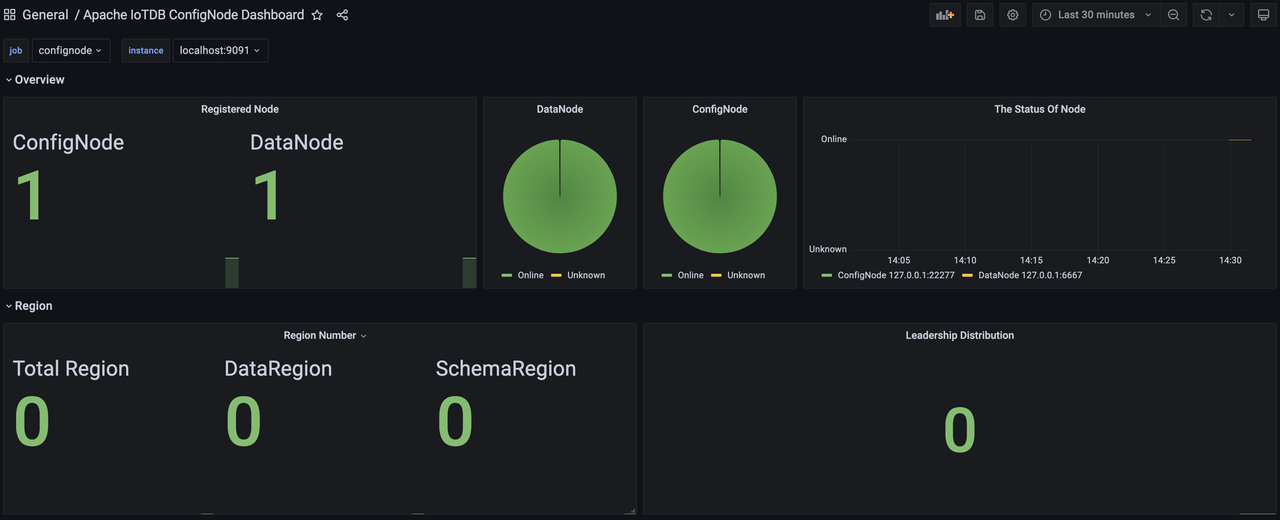 General / Apache IoTDB ConfigNode Dashboard
Last 30 minutes
job confignode instance localhost:9091
Overview
Registered Node
ConfigNode DataNode
1 1
DataNode
Online Unknown
ConfigNode
Online Unknown
The Status Of Node
Online
Unknown
14:05 14:10 14:15 14:20 14:25 14:30
ConfigNode 127.0.0.1:22277 DataNode 127.0.0.1:6667
Region
Region Number
Total Region DataRegion SchemaRegion
0 0 0
Leadership Distribution
0